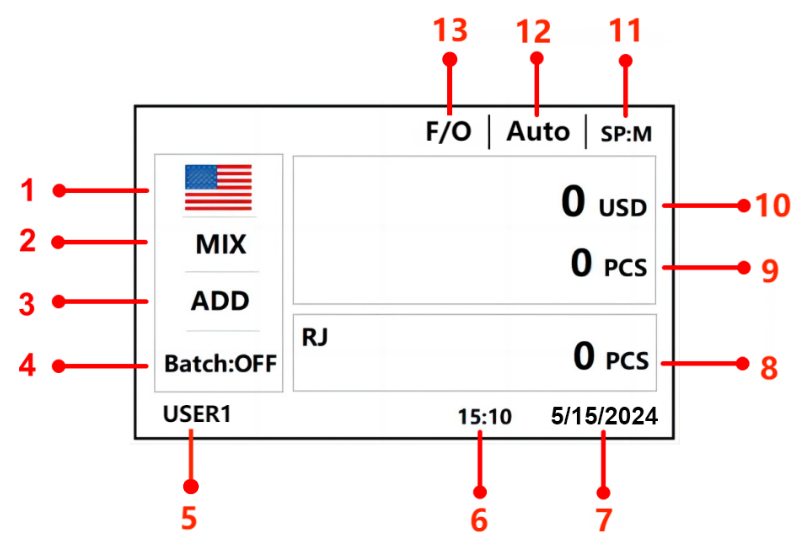 13 12 11
F/O | Auto | SP:M
1
0 USD 10
2 MIX
0 PCS 9
3 ADD
RJ
4 Batch:OFF
0 PCS 8
USER1 15:10 5/15/2024
5 6 7